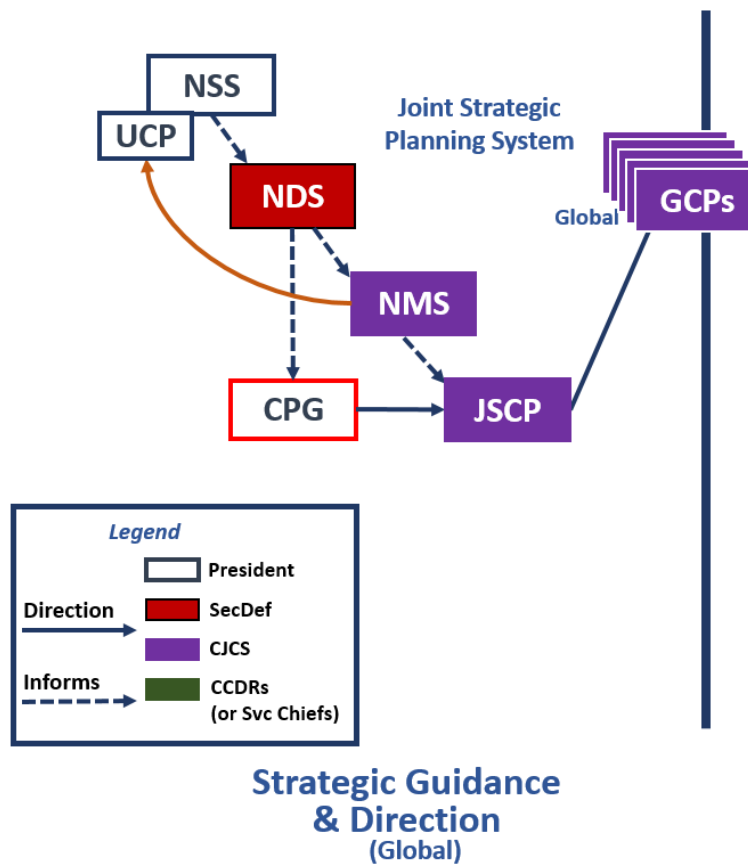 NSS
UCP
Joint Strategic
Planning System
NDS
GCPs
Global
NMS
CPG
JSCP
Legend
President
Direction
SecDef
CJCS
Informs
CCDRs
(or Svc Chiefs)
Strategic Guidance
& Direction
(Global)